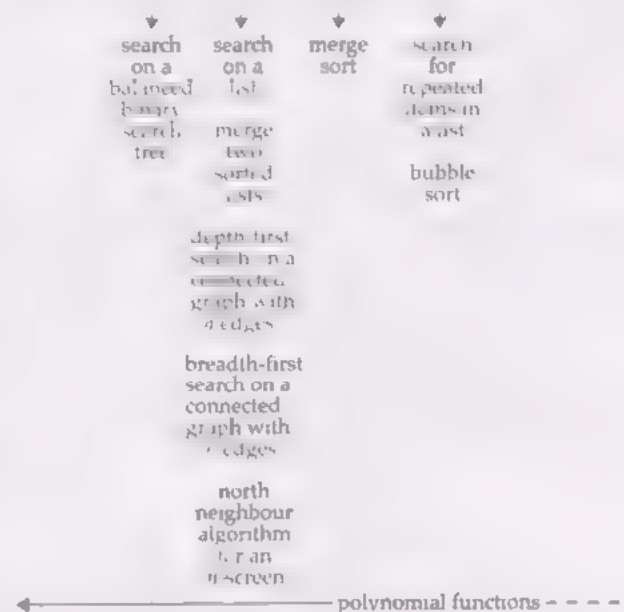 search
on a
balanced
binary
search
tree
search
on a
list
merge
two
sorted
lists
depth-first
search on a
connected
graph with
edges
breadth-first
search on a
connected
graph with
edges
north
neighbour
algorithm
for an
screen
merge
sort
search
for
repeated
items in
a list
bubble
sort
polynomial functions